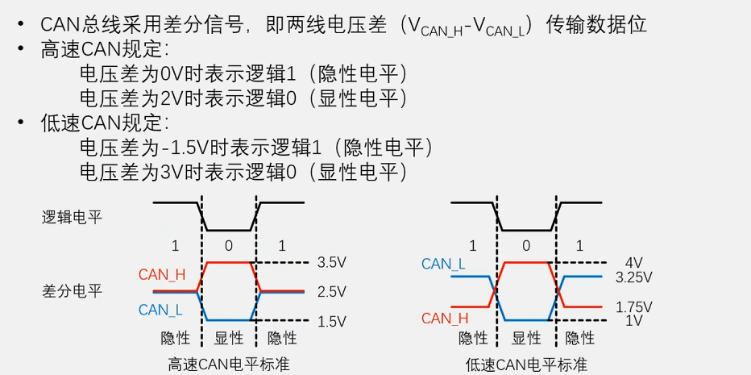 • CAN总线采用差分信号，即两线电压差（VCAN_H-VCAN_L）传输数据位
• 高速CAN规定：
电压差为0V时表示逻辑1（隐性电平）
电压差为2V时表示逻辑0（显性电平）
• 低速CAN规定：
电压差为-1.5V时表示逻辑1（隐性电平）
电压差为3V时表示逻辑0（显性电平）
逻辑电平
1 0 1
差分电平
CAN_H
CAN_L
3.5V
2.5V
1.5V
隐性 显性 隐性
高速CAN电平标准
1 0 1
CAN_L
CAN_H
4V
3.25V
1.75V
1V
隐性 显性 隐性
低速CAN电平标准